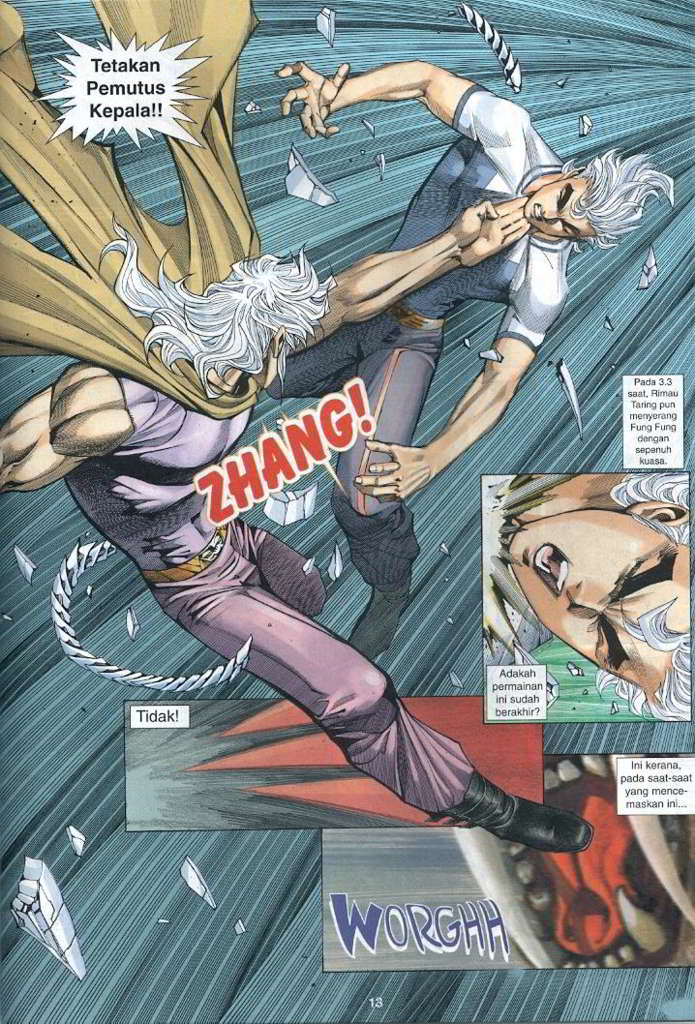 Tetakan
Pemutus
Kepala!!
ZHANG!
Pada 3.3
saat, Rimau
Taring pun
menyerang
Fung Fung
dengan
sepenuh
kuasa.
Adakah
permainan
ini sudah
berakhir?
Tidak!
Ini kerana,
pada saat-saat
yang mence-
maskan ini...
WORGHH
13